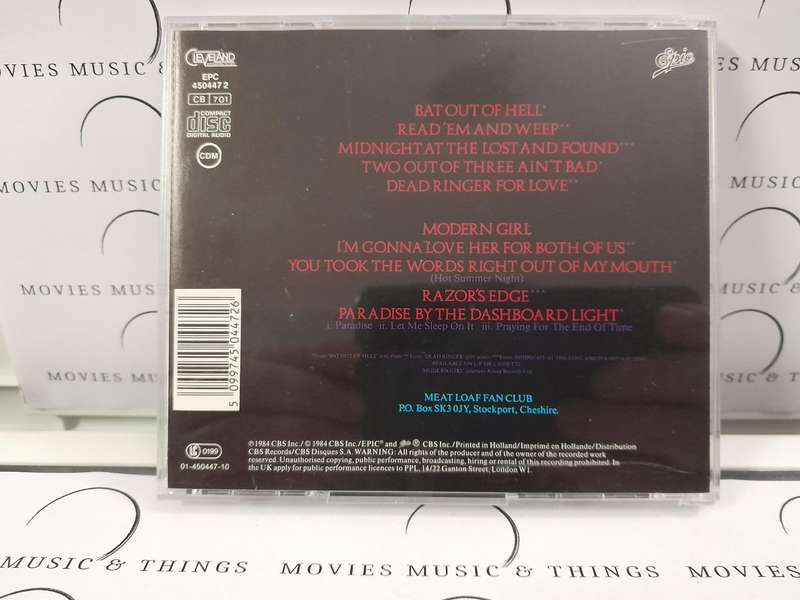 CLEVELAND
EPC
450447 2
CB 701
COMPACT
disc
DIGITAL AUDIO
CDM
Epic
BAT OUT OF HELL*
READ 'EM AND WEEP**
MIDNIGHT AT THE LOST AND FOUND***
TWO OUT OF THREE AIN'T BAD*
DEAD RINGER FOR LOVE**
MODERN GIRL
I'M GONNA LOVE HER FOR BOTH OF US**
YOU TOOK THE WORDS RIGHT OUT OF MY MOUTH*
(Hot Summer Night)
RAZOR'S EDGE***
PARADISE BY THE DASHBOARD LIGHT*
i. Paradise ii. Let Me Sleep On It iii. Praying For The End Of Time
MEAT LOAF FAN CLUB
P.O. Box SK3 0JY, Stockport, Cheshire.
5 099745 044726
0199
01-450447-10
℗ 1984 CBS Inc./© 1984 CBS Inc./EPIC® and Epic ® CBS Inc./Printed in Holland/Imprimé en Hollande/Distribution
CBS Records/CBS Disques S.A. WARNING: All rights of the producer and of the owner of the recorded work
reserved. Unauthorised copying, public performance, broadcasting, hiring or rental of this recording prohibited. In
the UK apply for public performance licences to PPL, 14/22 Ganton Street, London W1.
MOVIES MUSIC &
MUSIC &
MOVIES MUSIC
MUSIC
MOVIES MUS
MUSIC &
MOVIES MUSIC
MOVIES
MUSIC & THINGS
MOVIES MUSIC & THINGS
MOVIES MUSIC &